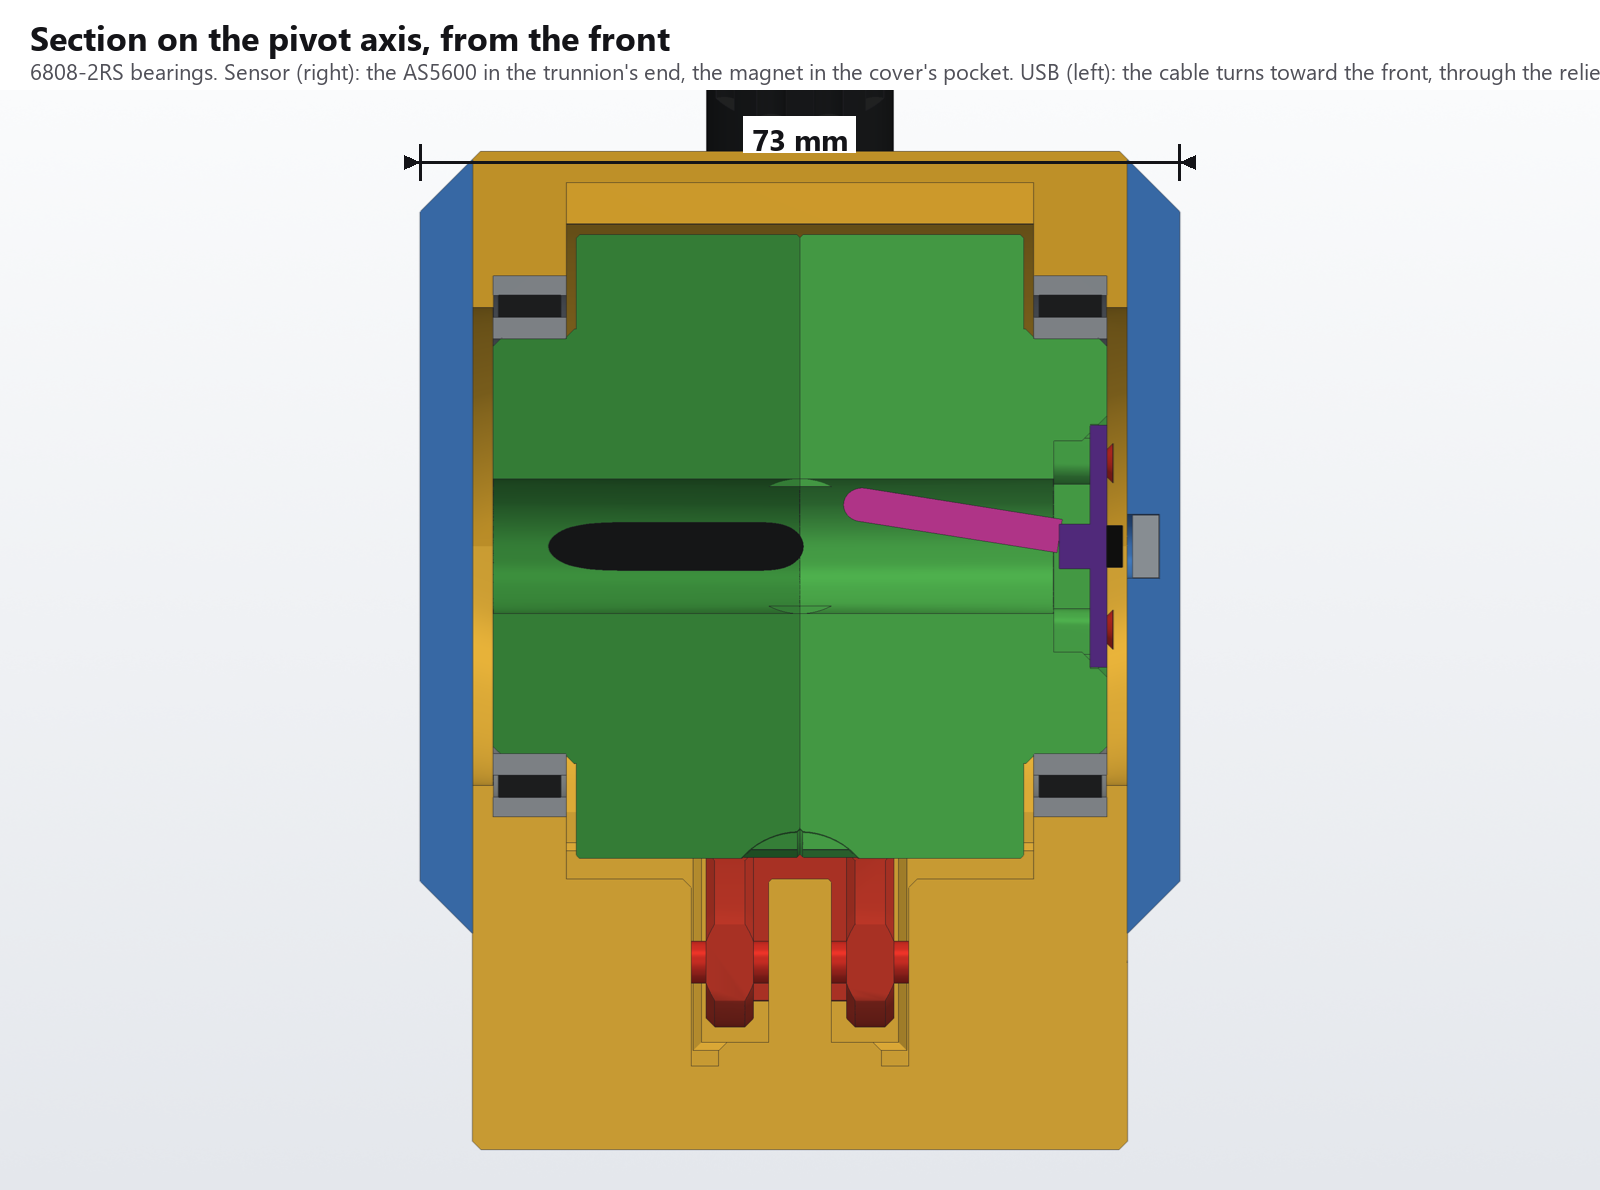 Section on the pivot axis, from the front
6808-2RS bearings. Sensor (right): the AS5600 in the trunnion's end, the magnet in the cover's pocket. USB (left): the cable turns toward the front, through the relie
73 mm